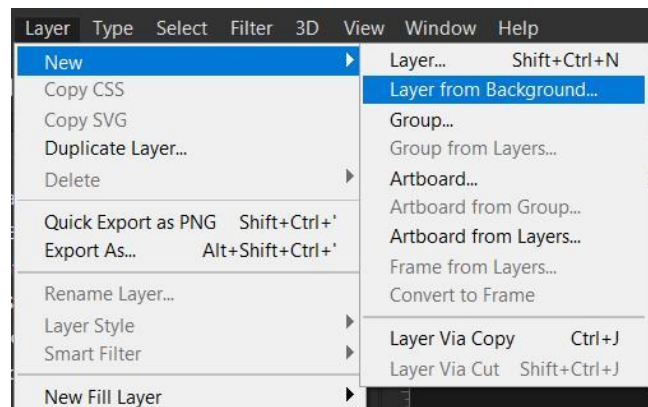 Layer Type Select Filter 3D View Window Help
New
Copy CSS
Copy SVG
Duplicate Layer...
Delete
Quick Export as PNG Shift+Ctrl+'
Export As... Alt+Shift+Ctrl+'
Rename Layer...
Layer Style
Smart Filter
New Fill Layer
Layer... Shift+Ctrl+N
Layer from Background...
Group...
Group from Layers...
Artboard...
Artboard from Group...
Artboard from Layers...
Frame from Layers...
Convert to Frame
Layer Via Copy Ctrl+J
Layer Via Cut Shift+Ctrl+J